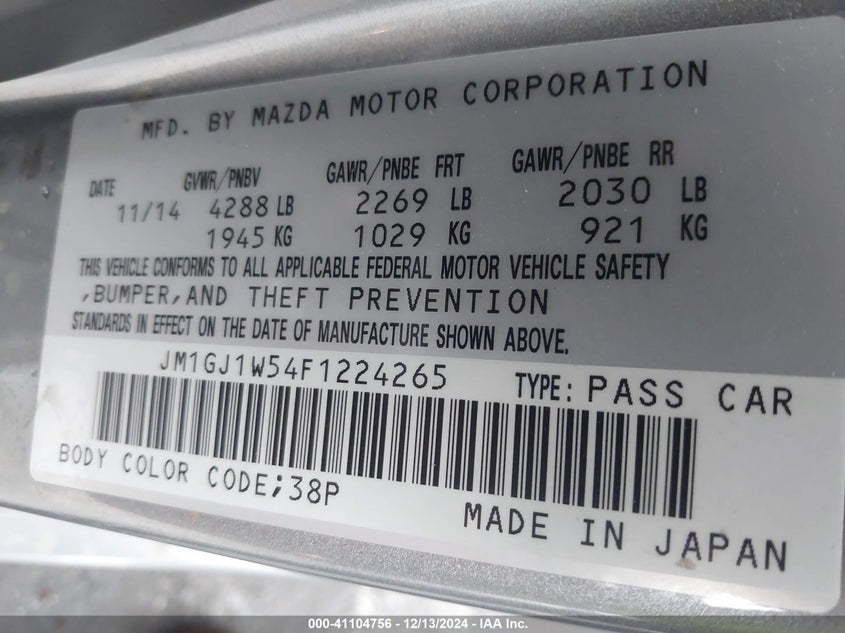 MFD. BY MAZDA MOTOR CORPORATION
DATE GVWR/PNBV GAWR/PNBE FRT GAWR/PNBE RR
11/14 4288 LB 2269 LB 2030 LB
1945 KG 1029 KG 921 KG
THIS VEHICLE CONFORMS TO ALL APPLICABLE FEDERAL MOTOR VEHICLE SAFETY
,BUMPER,AND THEFT PREVENTION
STANDARDS IN EFFECT ON THE DATE OF MANUFACTURE SHOWN ABOVE.
JM1GJ1W54F1224265 TYPE: PASS CAR
BODY COLOR CODE;38P
MADE IN JAPAN
000-41104756 - 12/13/2024 - IAA Inc.